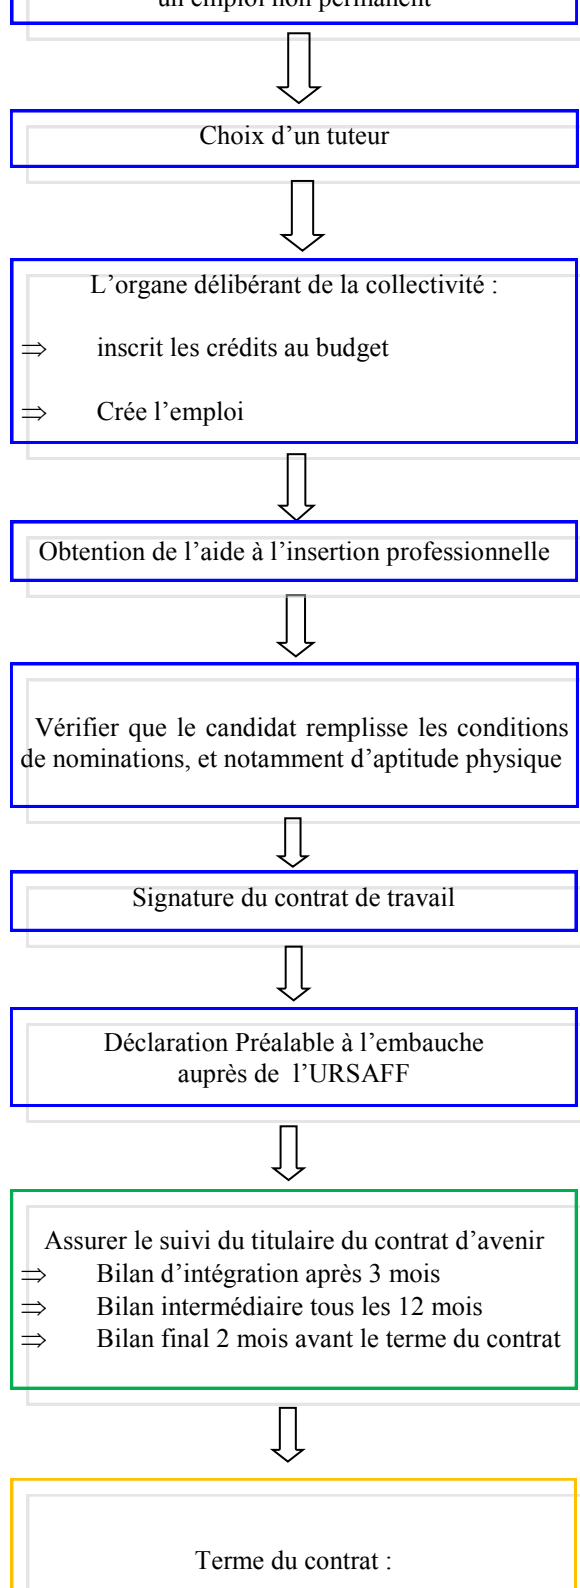 un emploi non permanent
Choix d’un tuteur
L’organe délibérant de la collectivité :
⇒ inscrit les crédits au budget
⇒ Crée l’emploi
Obtention de l’aide à l’insertion professionnelle
Vérifier que le candidat remplisse les conditions
de nominations, et notamment d’aptitude physique
Signature du contrat de travail
Déclaration Préalable à l’embauche
auprès de l’URSAFF
Assurer le suivi du titulaire du contrat d’avenir
⇒ Bilan d’intégration après 3 mois
⇒ Bilan intermédiaire tous les 12 mois
⇒ Bilan final 2 mois avant le terme du contrat
Terme du contrat :